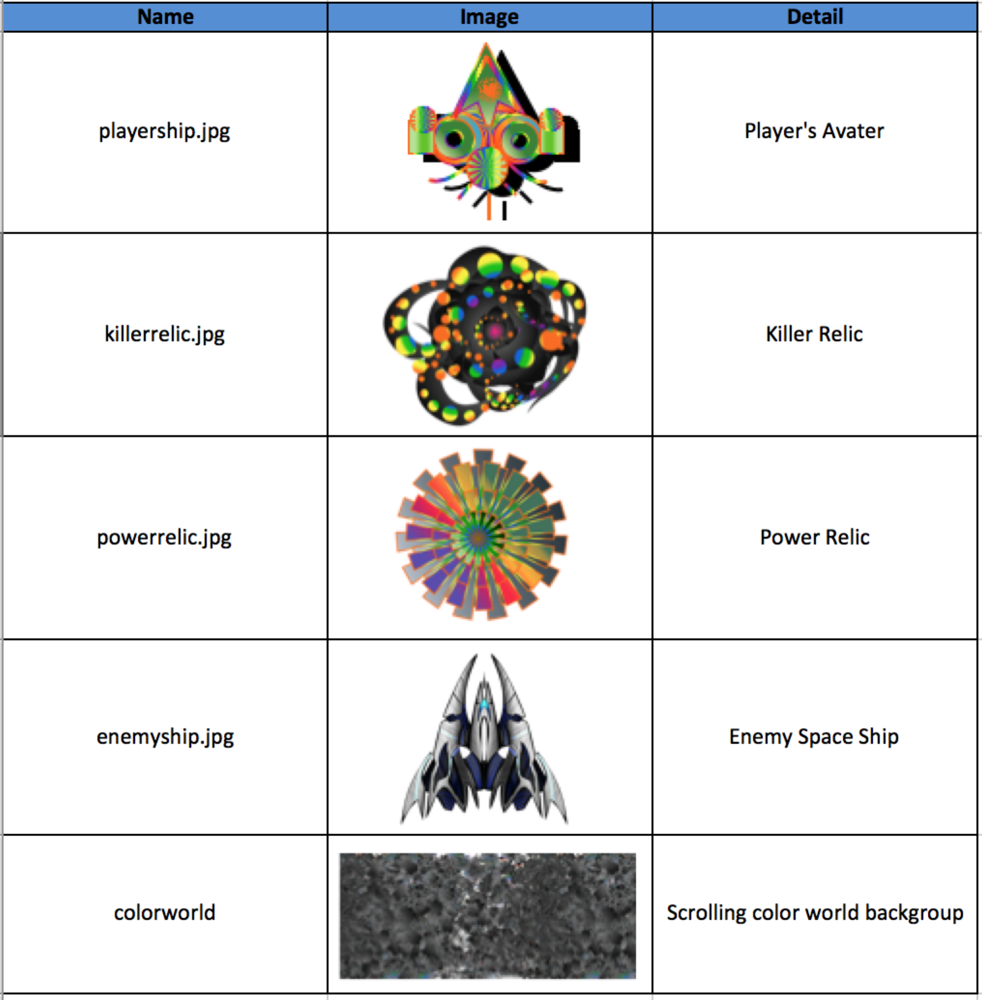 Name Image Detail
playership.jpg Player's Avater
killerrelic.jpg Killer Relic
powerrelic.jpg Power Relic
enemyship.jpg Enemy Space Ship
colorworld Scrolling color world backgroup